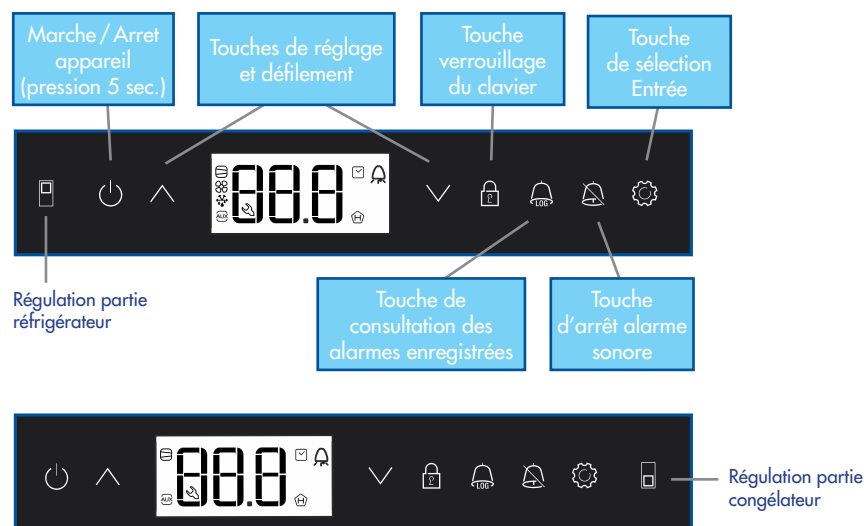 Marche / Arret
appareil
(pression 5 sec.)
Touches de réglage
et défilement
Touche
verrouillage
du clavier
Touche
de sélection
Entrée
88.8
AUX
H
LOG
Régulation partie
réfrigérateur
Touche de
consultation des
alarmes enregistrées
Touche
d’arrêt alarme
sonore
88.8
AUX
H
LOG
Régulation partie
congélateur